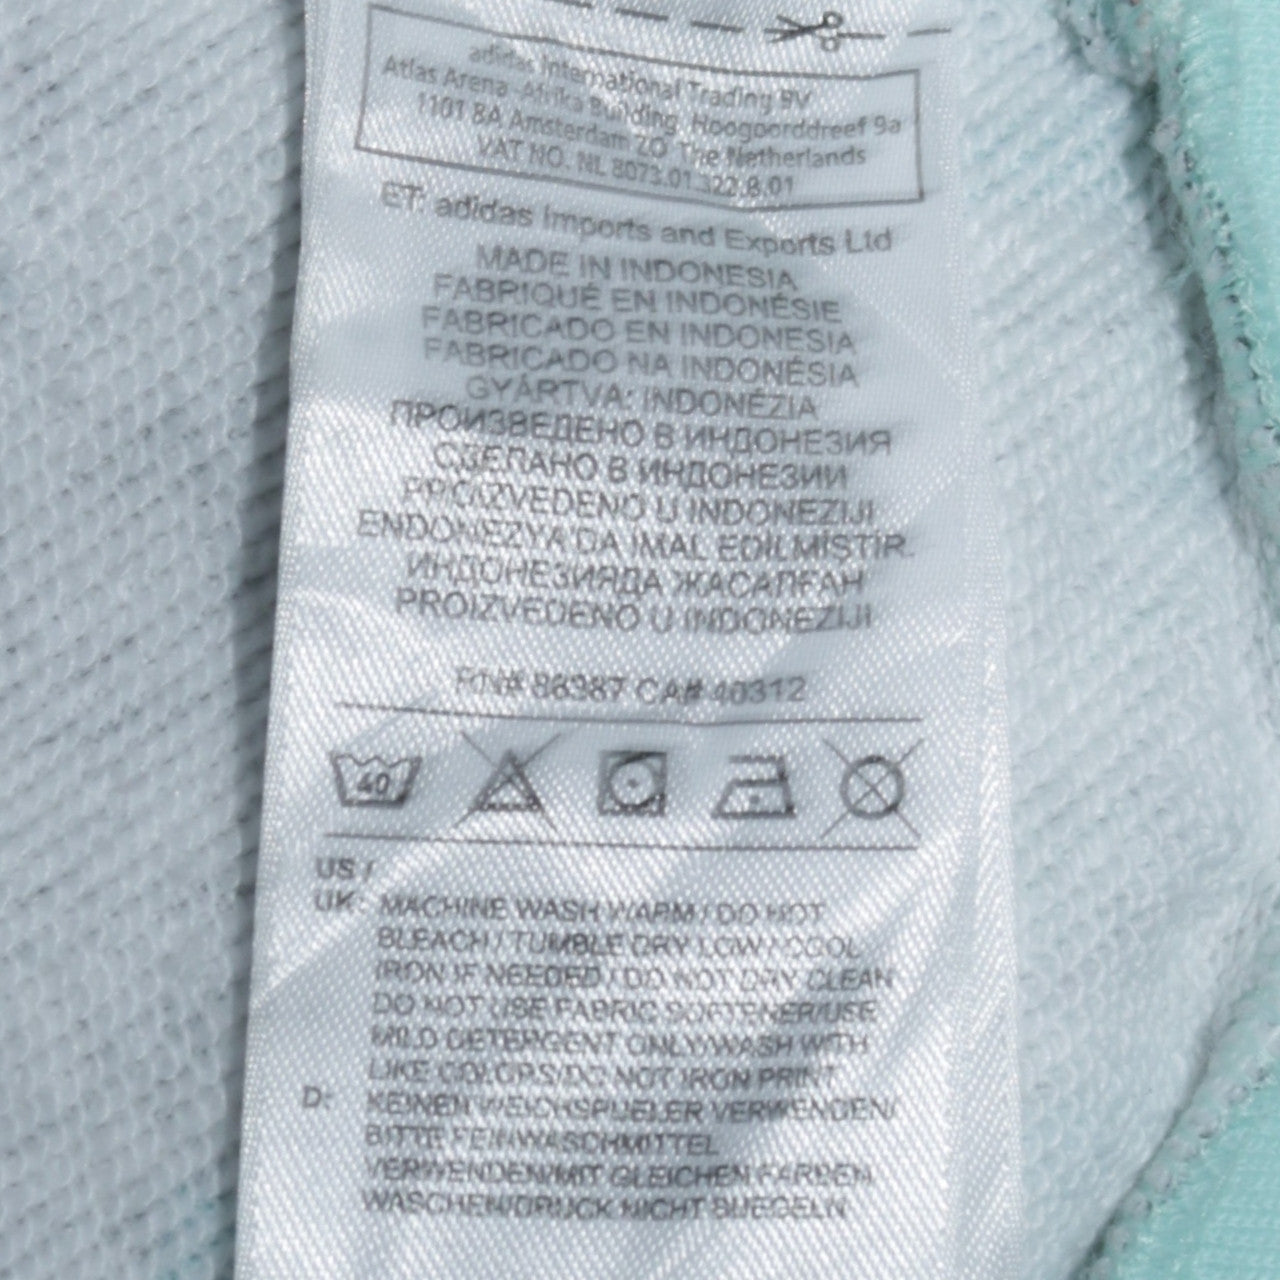 adidas International Trading BV
Atlas Arena Afrika Building, Hoogoorddreef 9a
1101 BA Amsterdam ZO The Netherlands
VAT NO. NL 8073.01.322.B.01
ET: adidas Imports and Exports Ltd
MADE IN INDONESIA
FABRIQUÉ EN INDONÉSIE
FABRICADO EN INDONESIA
FABRICADO NA INDONÉSIA
GYÁRTVA: INDONÉZIA
ПРОИЗВЕДЕНО В ИНДОНЕЗИЯ
СДЕЛАНО В ИНДОНЕЗИИ
PROIZVEDENO U INDONEZIJI
ENDONEZYA'DA IMAL EDİLMİŞTİR.
ИНДОНЕЗИЯДА ЖАСАЛҒАН
PROIZVEDENO U INDONEZIJI
RN# 88387 CA# 40312
40
US /
UK: MACHINE WASH WARM / DO NOT
BLEACH / TUMBLE DRY LOW / COOL
IRON IF NEEDED / DO NOT DRY CLEAN
DO NOT USE FABRIC SOFTENER/USE
MILD DETERGENT ONLY/WASH WITH
LIKE COLORS/DO NOT IRON PRINT
D: KEINEN WEICHSPUELER VERWENDEN/
BITTE FEINWASCHMITTEL
VERWENDEN/MIT GLEICHEN FARBEN
WASCHEN/DRUCK NICHT BUEGELN